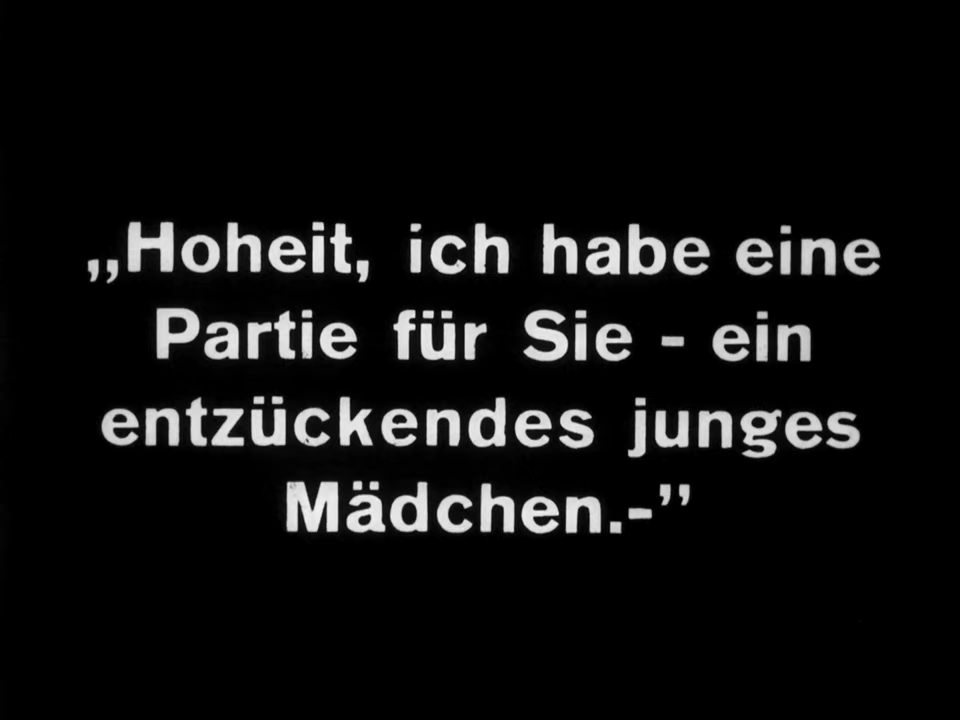 „Hoheit, ich habe eine
Partie für Sie - ein
entzückendes junges
Mädchen.-”